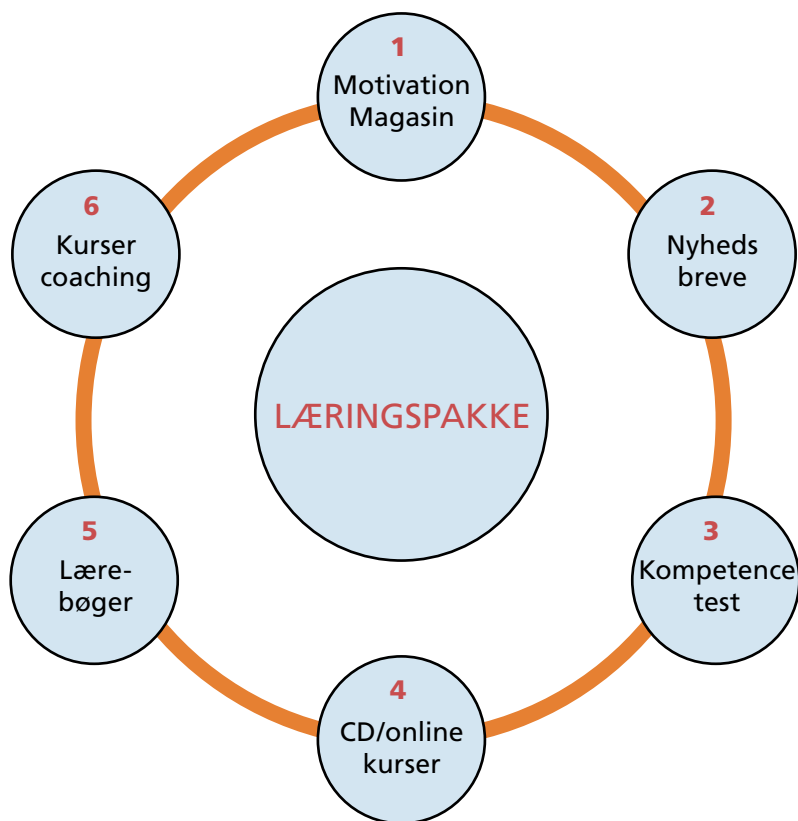 1
Motivation
Magasin
2
Nyheds
breve
3
Kompetence
test
4
CD/online
kurser
5
Lære-
bøger
6
Kurser
coaching
LÆRINGSPAKKE